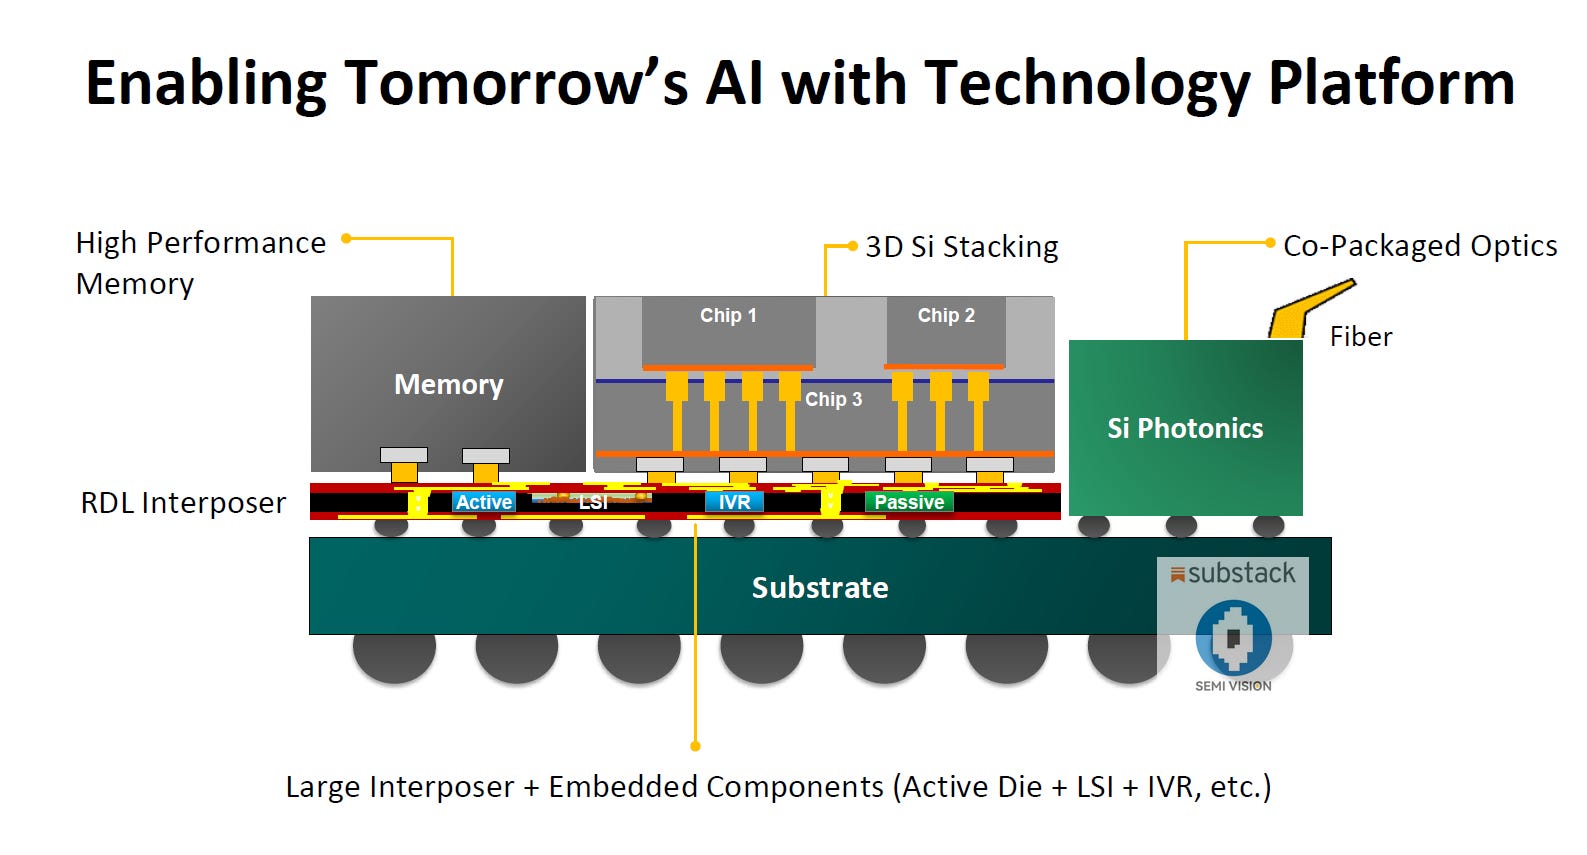 Enabling Tomorrow’s AI with Technology Platform
High Performance
Memory
3D Si Stacking
Co-Packaged Optics
Fiber
Chip 1
Chip 2
Memory
Chip 3
Si Photonics
RDL Interposer
Active
LSI
IVR
Passive
Substrate
substack
SEMI VISION
Large Interposer + Embedded Components (Active Die + LSI + IVR, etc.)